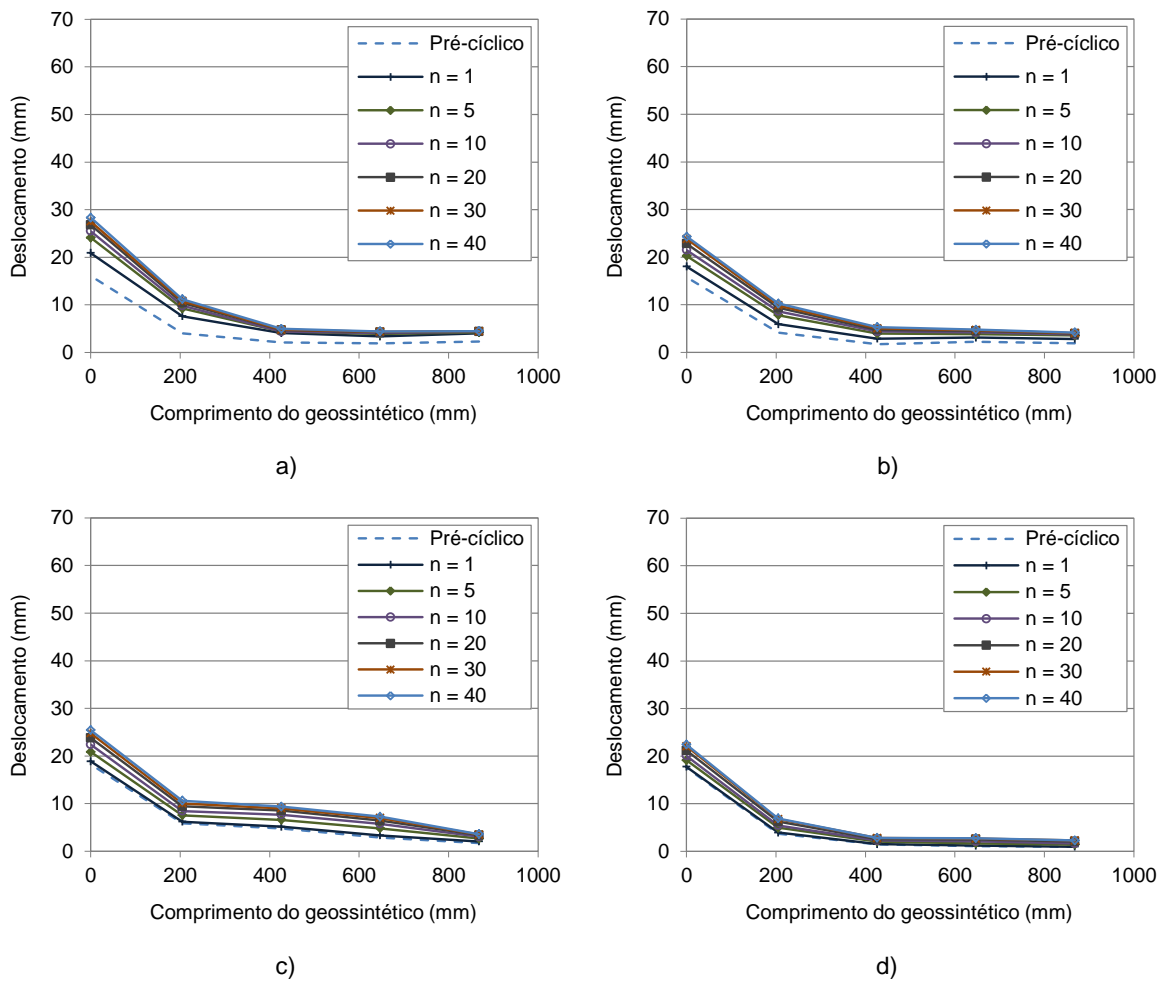 Deslocamento (mm)
70
60
50
40
30
20
10
0
0 200 400 600 800 1000
Comprimento do geossintético (mm)
Pré-cíclico
n = 1
n = 5
n = 10
n = 20
n = 30
n = 40
a)
Deslocamento (mm)
70
60
50
40
30
20
10
0
0 200 400 600 800 1000
Comprimento do geossintético (mm)
Pré-cíclico
n = 1
n = 5
n = 10
n = 20
n = 30
n = 40
b)
Deslocamento (mm)
70
60
50
40
30
20
10
0
0 200 400 600 800 1000
Comprimento do geossintético (mm)
Pré-cíclico
n = 1
n = 5
n = 10
n = 20
n = 30
n = 40
c)
Deslocamento (mm)
70
60
50
40
30
20
10
0
0 200 400 600 800 1000
Comprimento do geossintético (mm)
Pré-cíclico
n = 1
n = 5
n = 10
n = 20
n = 30
n = 40
d)